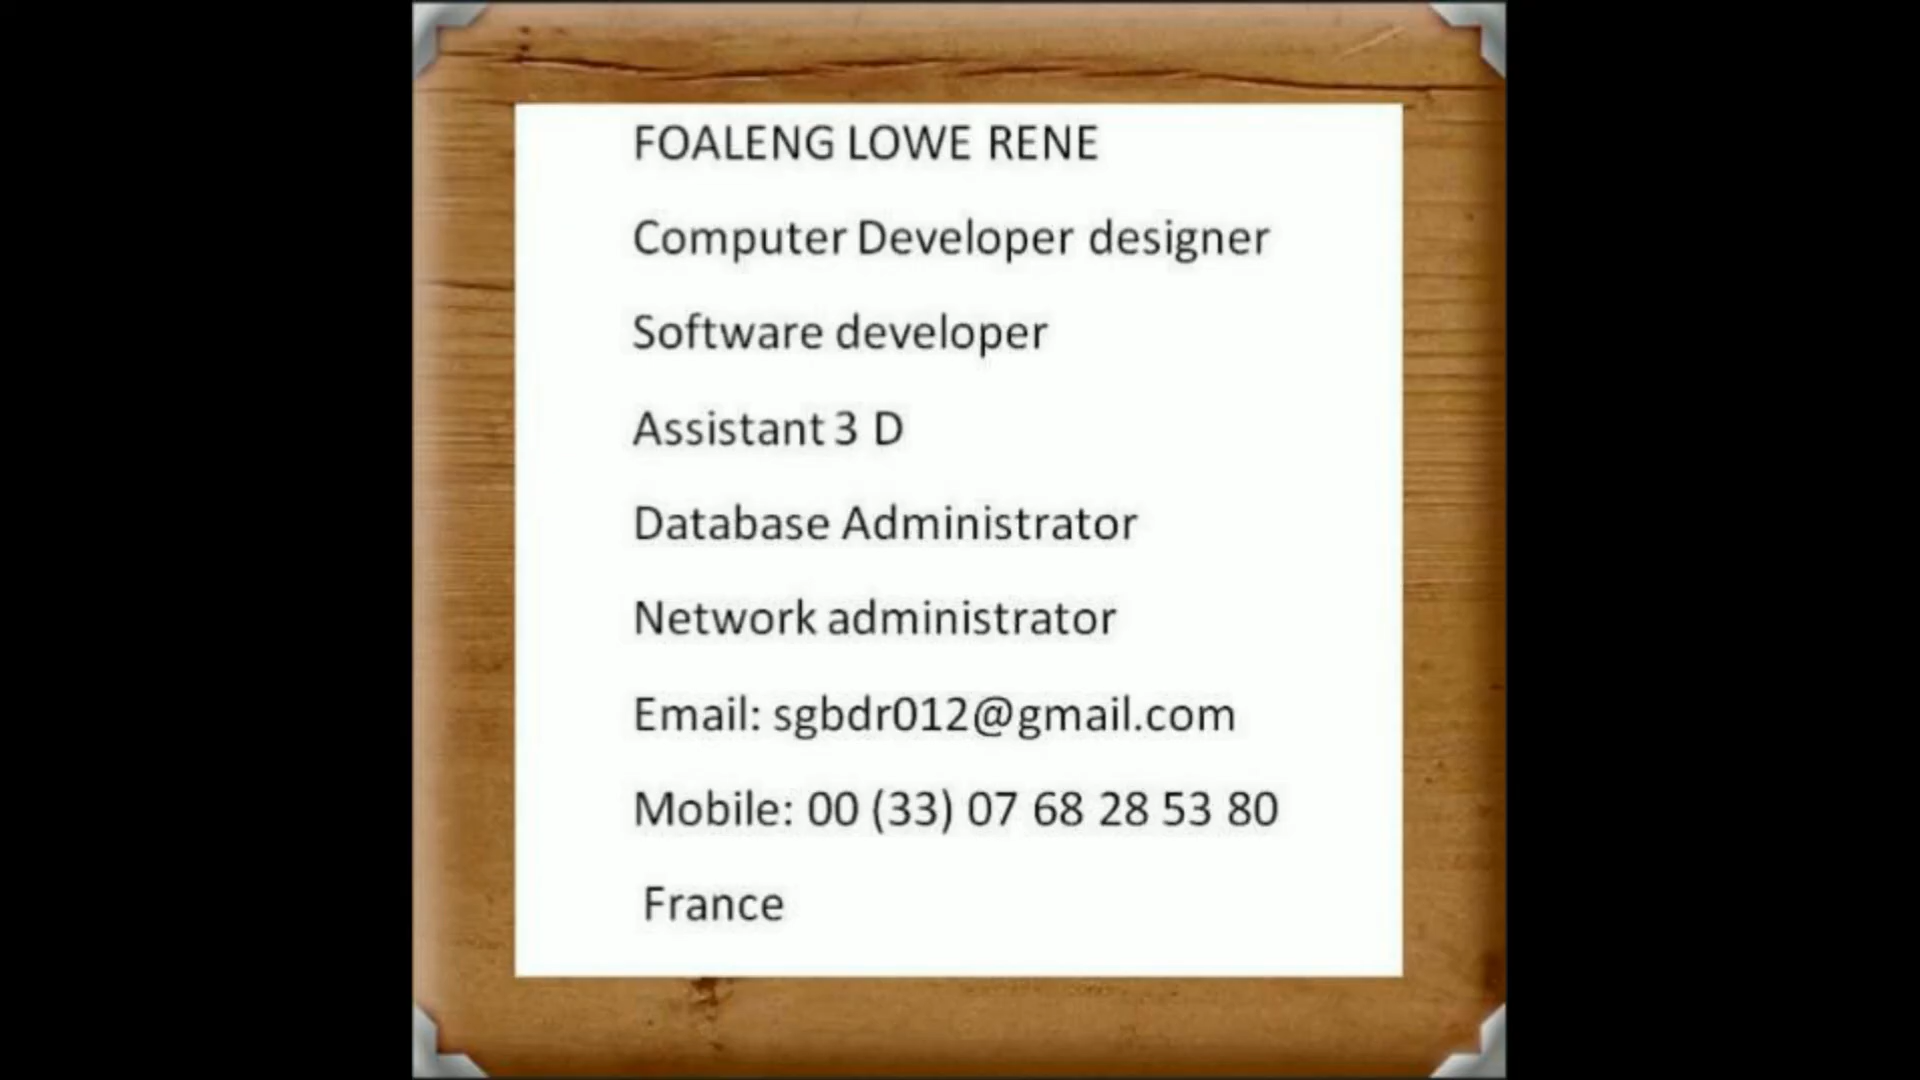 FOALENG LOWE RENE
Computer Developer designer
Software developer
Assistant 3 D
Database Administrator
Network administrator
Email: sgbdr012@gmail.com
Mobile: 00 (33) 07 68 28 53 80
France